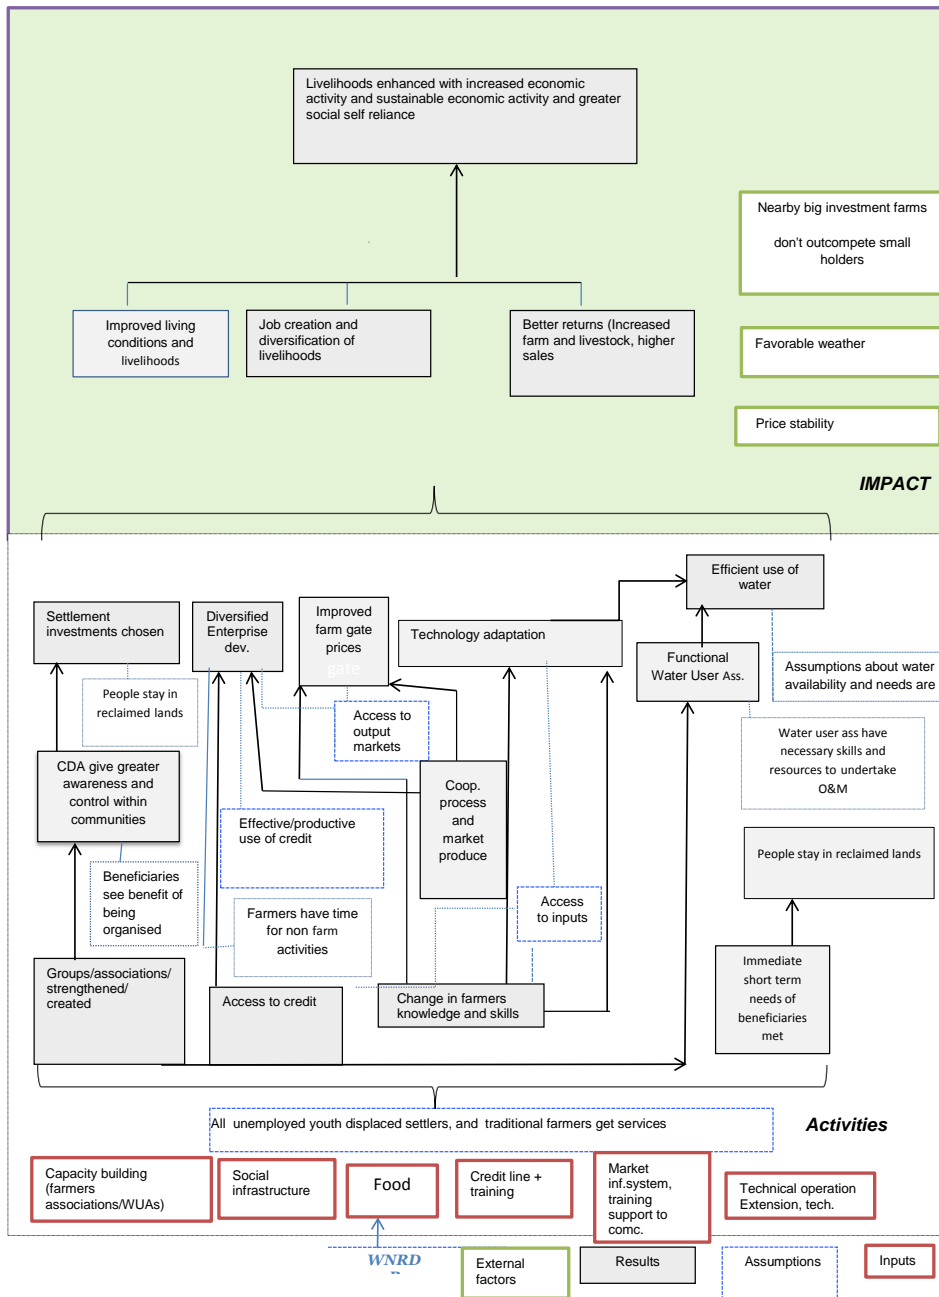 Livelihoods enhanced with increased economic
activity and sustainable economic activity and greater
social self reliance
Nearby big investment farms
don't outcompete small
holders
Improved living
conditions and
livelihoods
Job creation and
diversification of
livelihoods
Better returns (Increased
farm and livestock, higher
sales
Favorable weather
Price stability
IMPACT
Efficient use of
water
Settlement
investments chosen
Diversified
Enterprise
dev.
Improved
farm gate
prices
gate
Technology adaptation
Functional
Water User Ass.
Assumptions about water
availability and needs are
People stay in
reclaimed lands
Access to
output
markets
Water user ass have
necessary skills and
resources to undertake
O&M
CDA give greater
awareness and
control within
communities
Coop.
process
and
market
produce
Effective/productive
use of credit
People stay in reclaimed lands
Beneficiaries
see benefit of
being
organised
Farmers have time
for non farm
activities
Access
to inputs
Groups/associations/
strengthened/
created
Access to credit
Change in farmers
knowledge and skills
Immediate
short term
needs of
beneficiaries
met
All unemployed youth displaced settlers, and traditional farmers get services
Activities
Capacity building
(farmers
associations/WUAs)
Social
infrastructure
Food
Credit line +
training
Market
inf.system,
training
support to
comc.
Technical operation
Extension, tech.
WNRD
External
factors
Results
Assumptions
Inputs